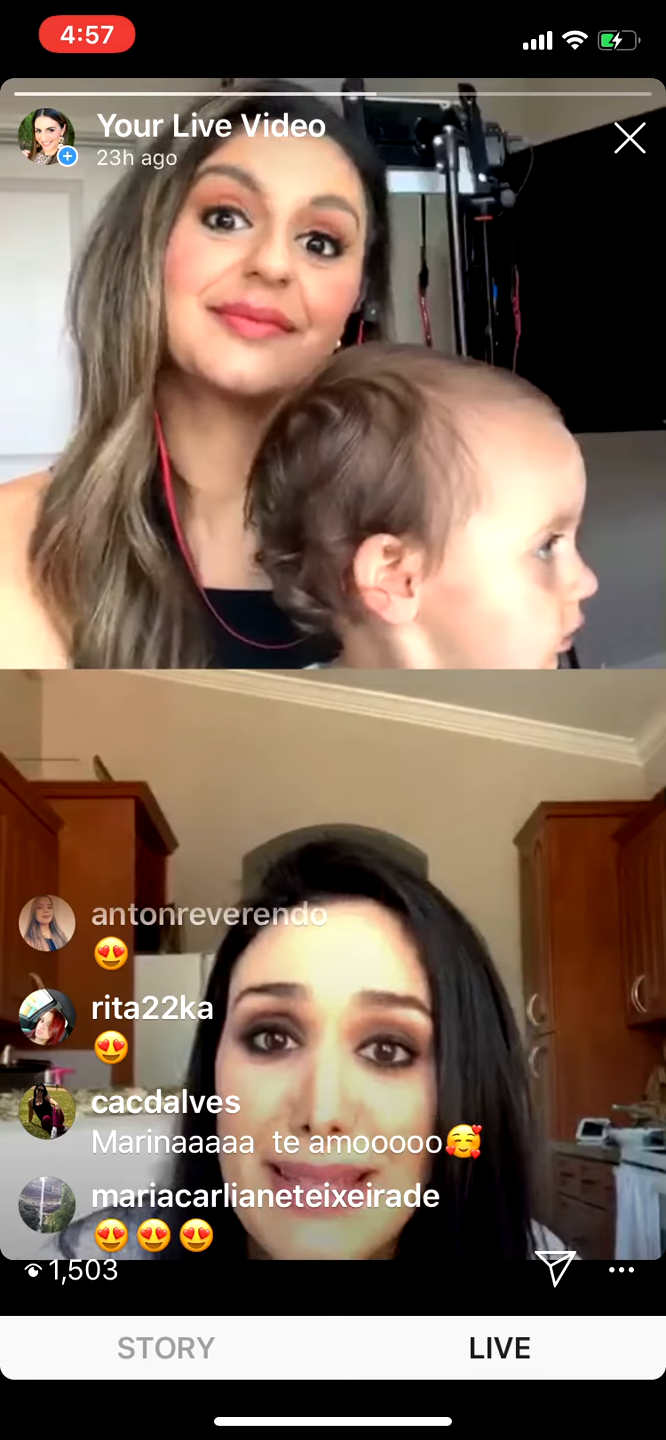 4:57
Your Live Video
23h ago
antonreverendo
😍
rita22ka
😍
cacdalves
Marinaaaaa te amooooo🥰
mariacarlianeteixeirade
😍😍😍
1,503
STORY
LIVE